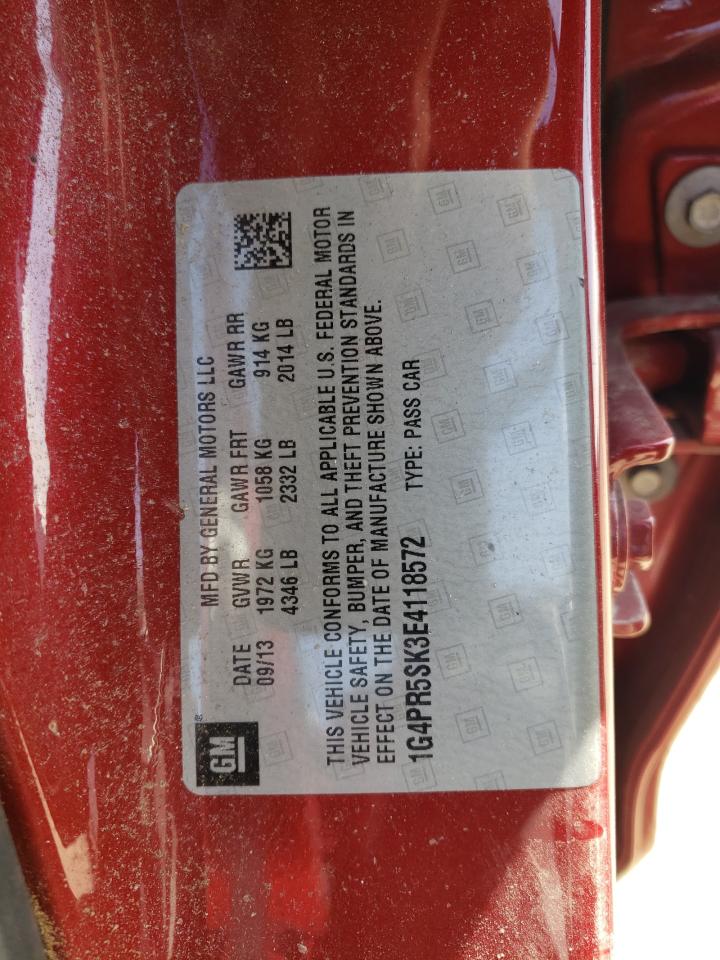 GM®
MFD BY GENERAL MOTORS LLC
DATE GVWR GAWR FRT GAWR RR
09/13 1972 KG 1058 KG 914 KG
4346 LB 2332 LB 2014 LB
THIS VEHICLE CONFORMS TO ALL APPLICABLE U.S. FEDERAL MOTOR
VEHICLE SAFETY, BUMPER, AND THEFT PREVENTION STANDARDS IN
EFFECT ON THE DATE OF MANUFACTURE SHOWN ABOVE.
1G4PR5SK3E4118572 TYPE: PASS CAR